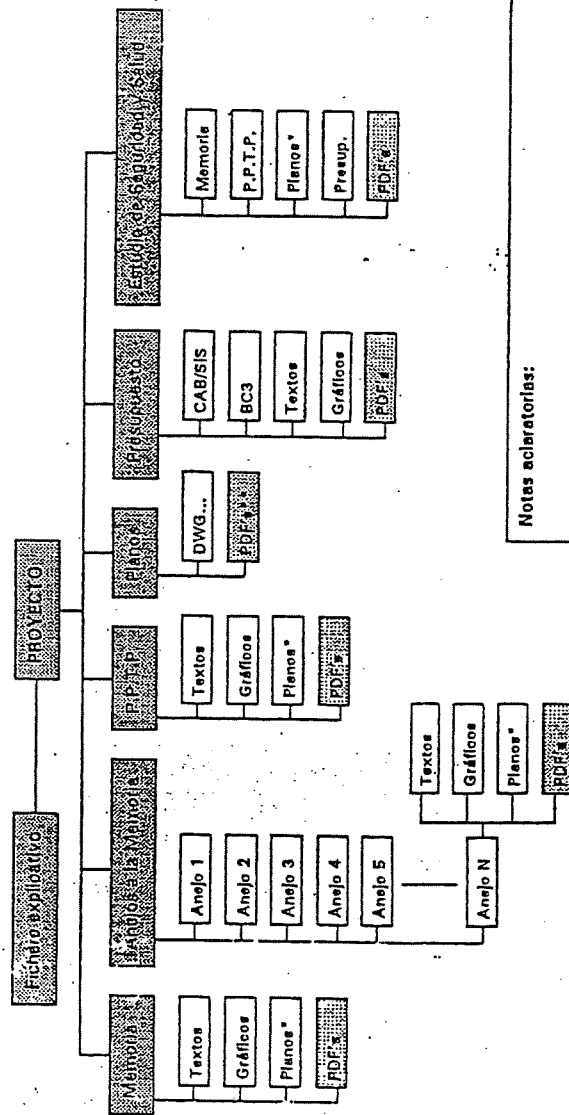 Fichero explicativo
PROYECTO
Memoria
Textos
Gráficos
Planos*
PDF's
Anejos a la Memoria
Anejo 1
Anejo 2
Anejo 3
Anejo 4
Anejo 5
Anejo N
Textos
Gráficos
Planos*
PDF's
P.P.T.P.
Textos
Gráficos
Planos*
PDF's
Planos
DWG...
PDF's**
Presupuesto
CAB/SIS
BC3
Textos
Gráficos
PDF's
Estudio de Seguridad y Salud
Memoria
P.P.T.P.
Planos*
Presup.
PDF's
Notas aclaratorias: